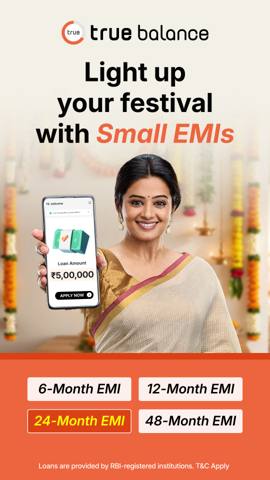 true true balance
Light up
your festival
with Small EMIs
Loan Amount
₹5,00,000
APPLY NOW
6-Month EMI 12-Month EMI
24-Month EMI 48-Month EMI
Loans are provided by RBI-registered institutions. T&C Apply